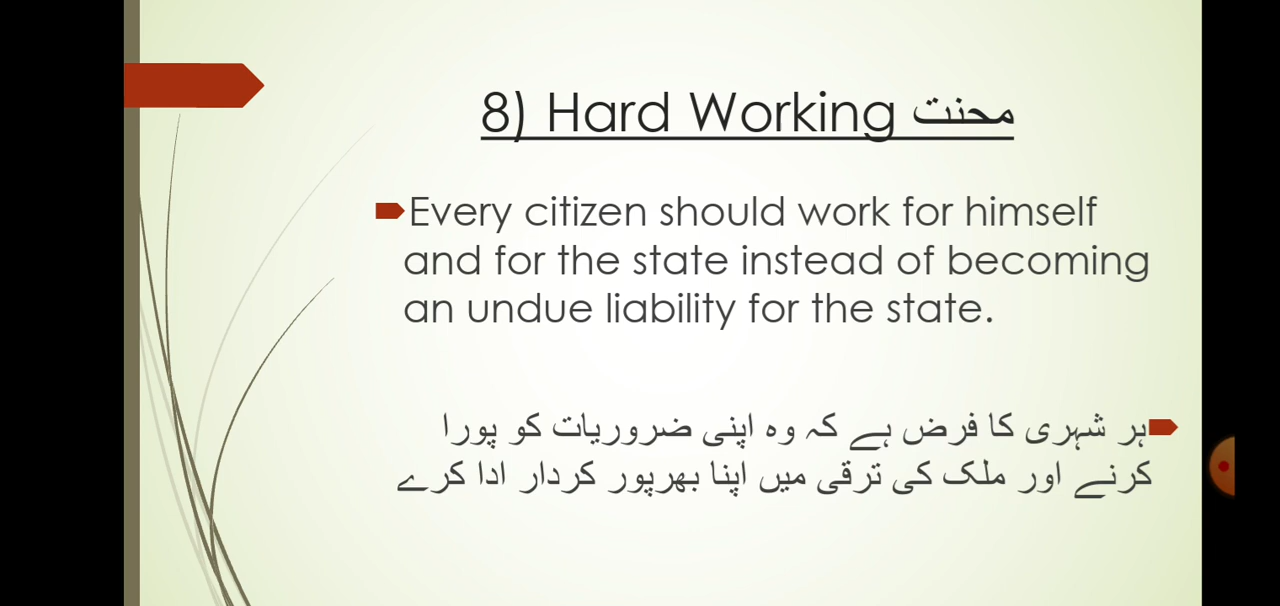 8) Hard Working محنت
Every citizen should work for himself
and for the state instead of becoming
an undue liability for the state.
ہر شہری کا فرض ہے کہ وہ اپنی ضروریات کو پورا
کرنے اور ملک کی ترقی میں اپنا بھرپور کردار ادا کرے